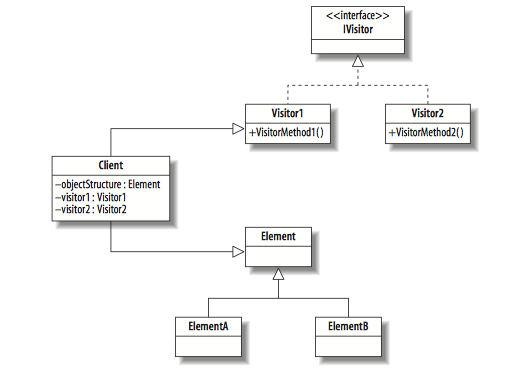 <<interface>>
IVisitor
Visitor1
+VisitorMethod1()
Visitor2
+VisitorMethod2()
Client
−objectStructure : Element
−visitor1 : Visitor1
−visitor2 : Visitor2
Element
ElementA
ElementB